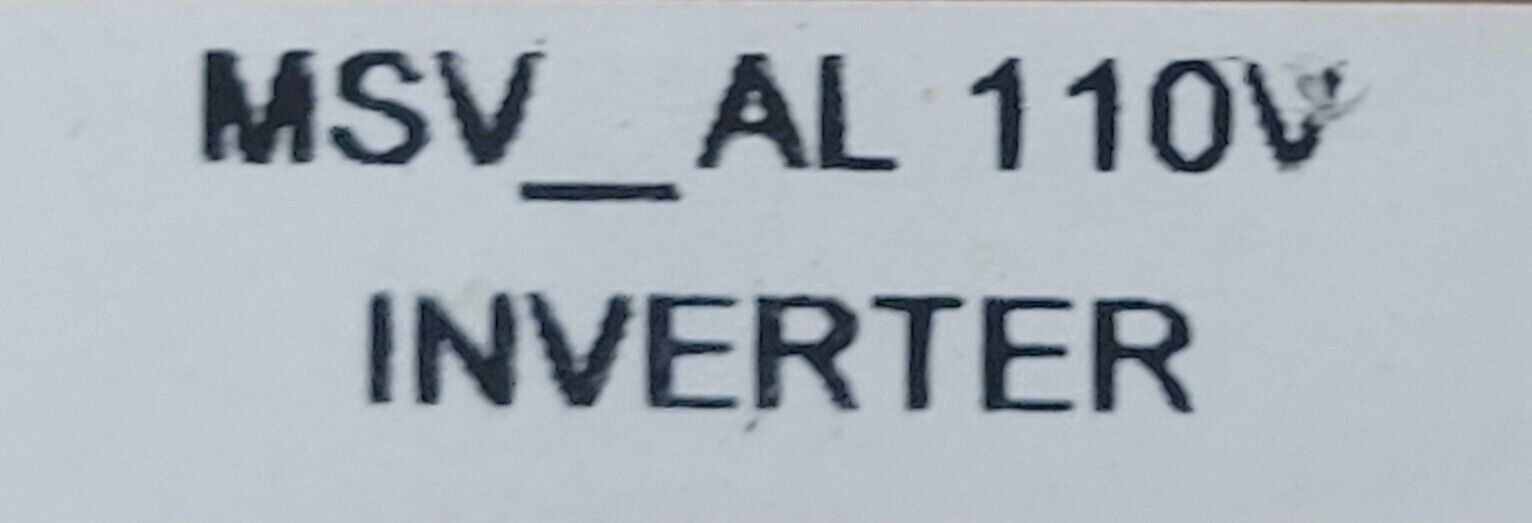 MSV_AL 110V
INVERTER